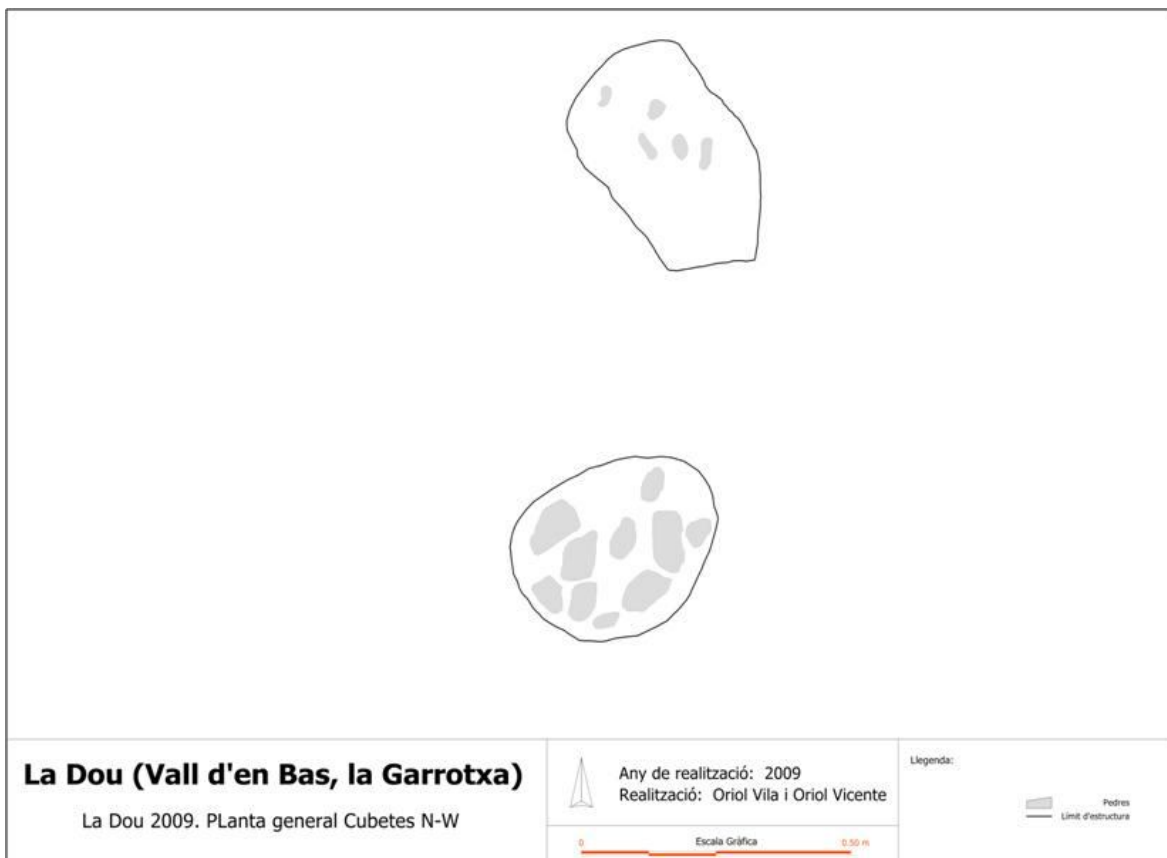 La Dou (Vall d'en Bas, la Garrotxa)
La Dou 2009. PLanta general Cubetes N-W
Any de realització: 2009
Realització: Oriol Vila i Oriol Vicente
0 Escala Gràfica 0.50 m
Llegenda:
Pedres
Límit d'estructura